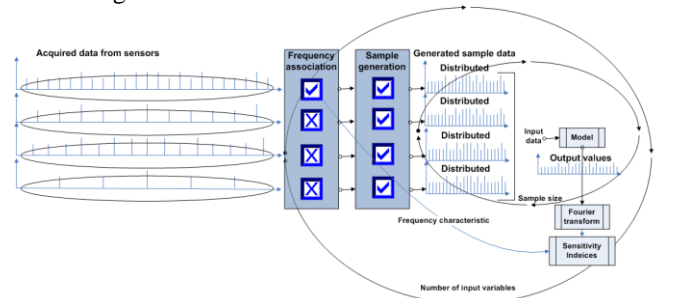 Acquired data from sensors
Frequency
association
Sample
generation
Generated sample data
Distributed
Distributed
Distributed
Distributed
Input
data
Model
Output values
Sample size
Fourier
transform
Frequency characteristic
Sensitivity
Indeices
Number of input variables